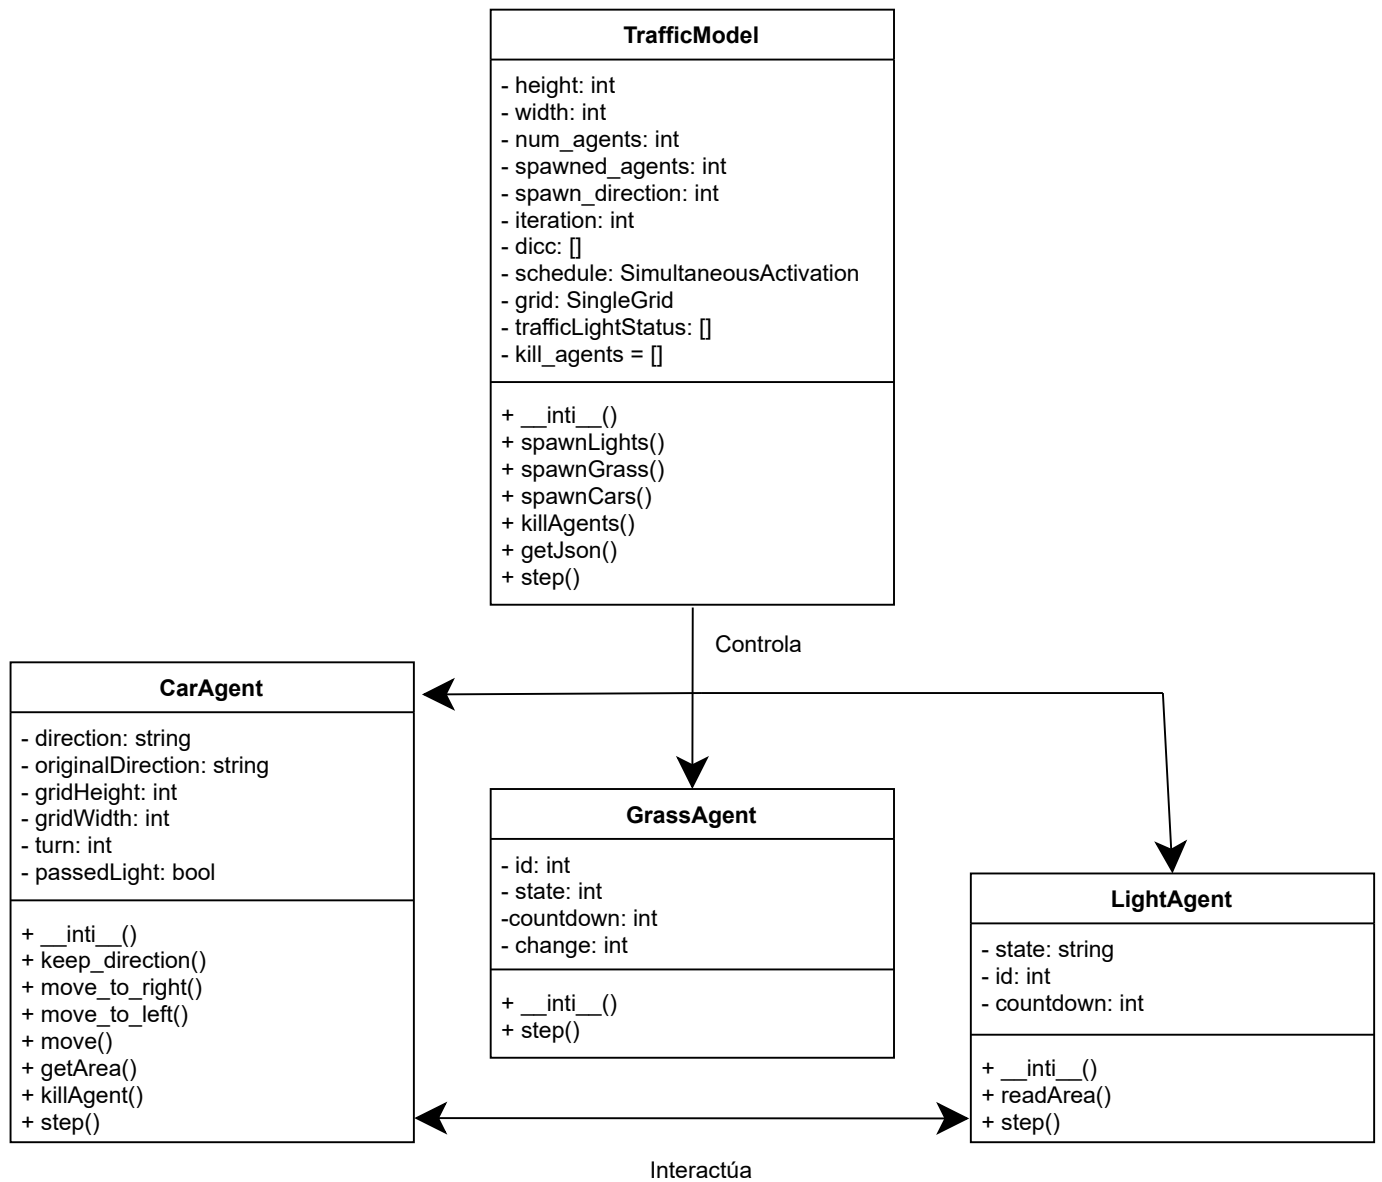 TrafficModel
- height: int
- width: int
- num_agents: int
- spawned_agents: int
- spawn_direction: int
- iteration: int
- dicc: []
- schedule: SimultaneousActivation
- grid: SingleGrid
- trafficLightStatus: []
- kill_agents = []
+ __inti__()
+ spawnLights()
+ spawnGrass()
+ spawnCars()
+ killAgents()
+ getJson()
+ step()
Controla
CarAgent
- direction: string
- originalDirection: string
- gridHeight: int
- gridWidth: int
- turn: int
- passedLight: bool
+ __inti__()
+ keep_direction()
+ move_to_right()
+ move_to_left()
+ move()
+ getArea()
+ killAgent()
+ step()
GrassAgent
- id: int
- state: int
-countdown: int
- change: int
+ __inti__()
+ step()
LightAgent
- state: string
- id: int
- countdown: int
+ __inti__()
+ readArea()
+ step()
Interactúa